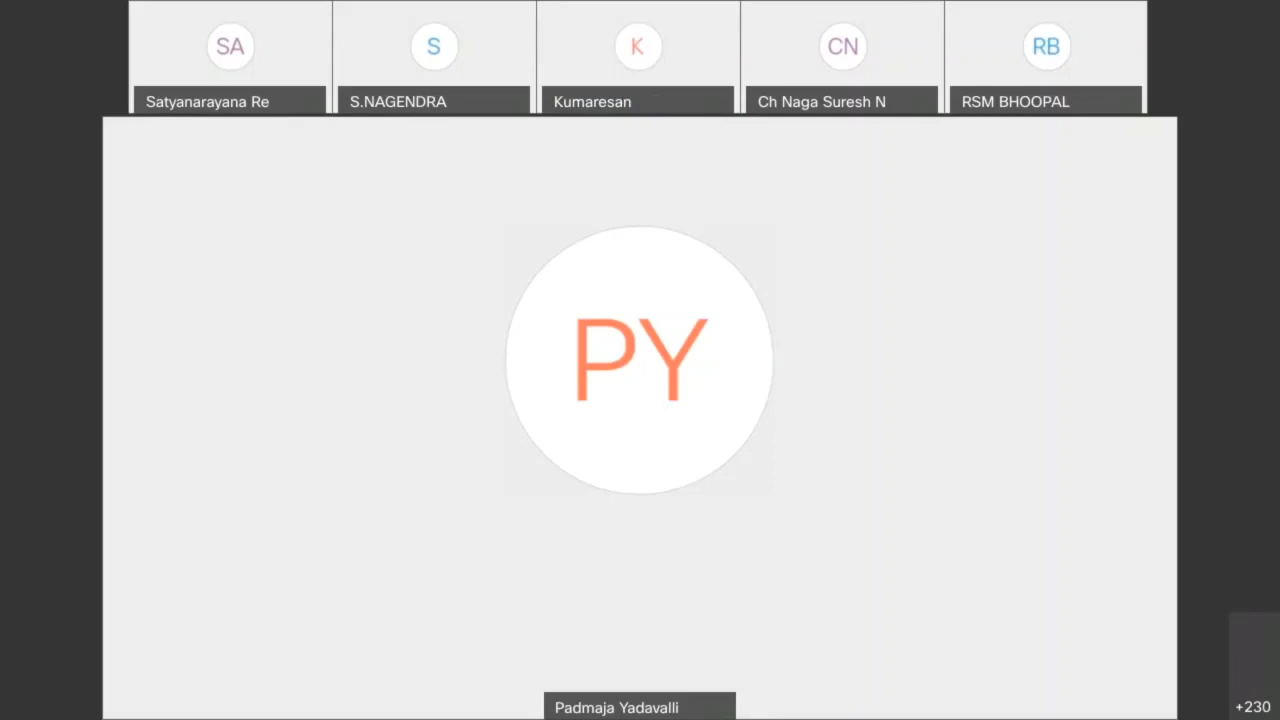 SA
S
K
CN
RB
Satyanarayana Re
S.NAGENDRA
Kumaresan
Ch Naga Suresh N
RSM BHOOPAL
PY
Padmaja Yadavalli
+230